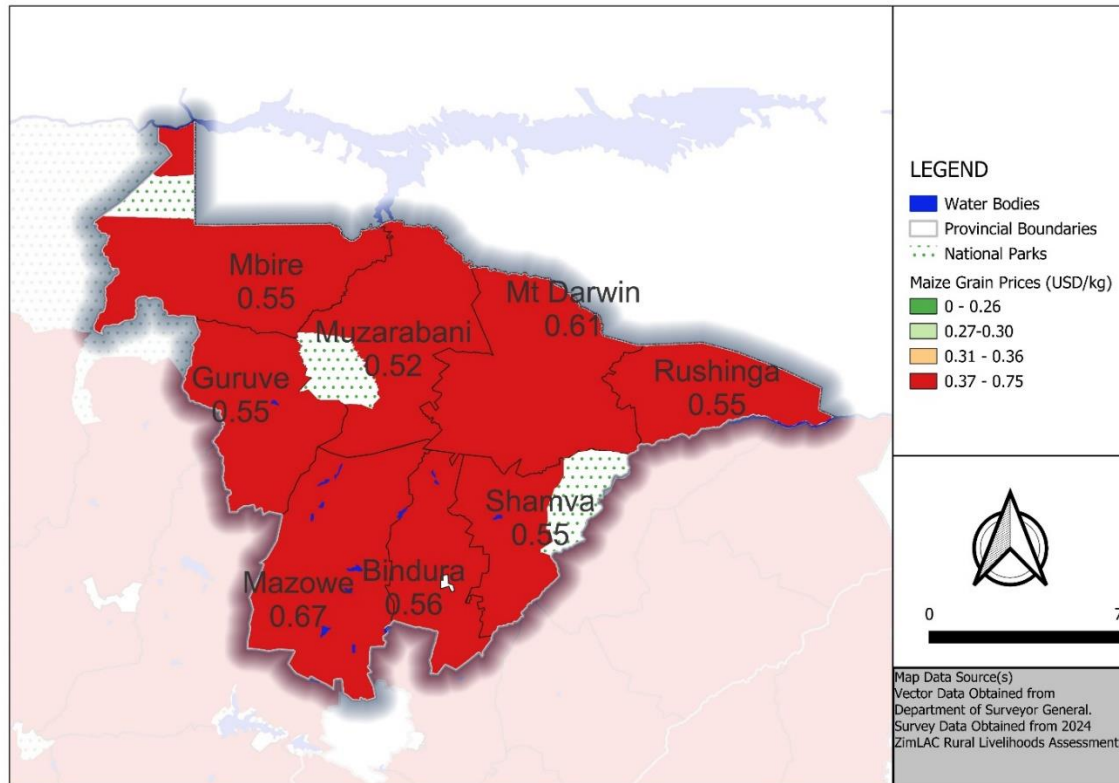 Mbire
0.55
Mt Darwin
0.61
Muzarabani
0.52
Guruve
0.55
Rushinga
0.55
Shamva
0.55
Mazowe
0.67
Bindura
0.56
LEGEND
Water Bodies
Provincial Boundaries
National Parks
Maize Grain Prices (USD/kg)
0 - 0.26
0.27-0.30
0.31 - 0.36
0.37 - 0.75
0
7
Map Data Source(s)
Vector Data Obtained from
Department of Surveyor General.
Survey Data Obtained from 2024
ZimLAC Rural Livelihoods Assessment